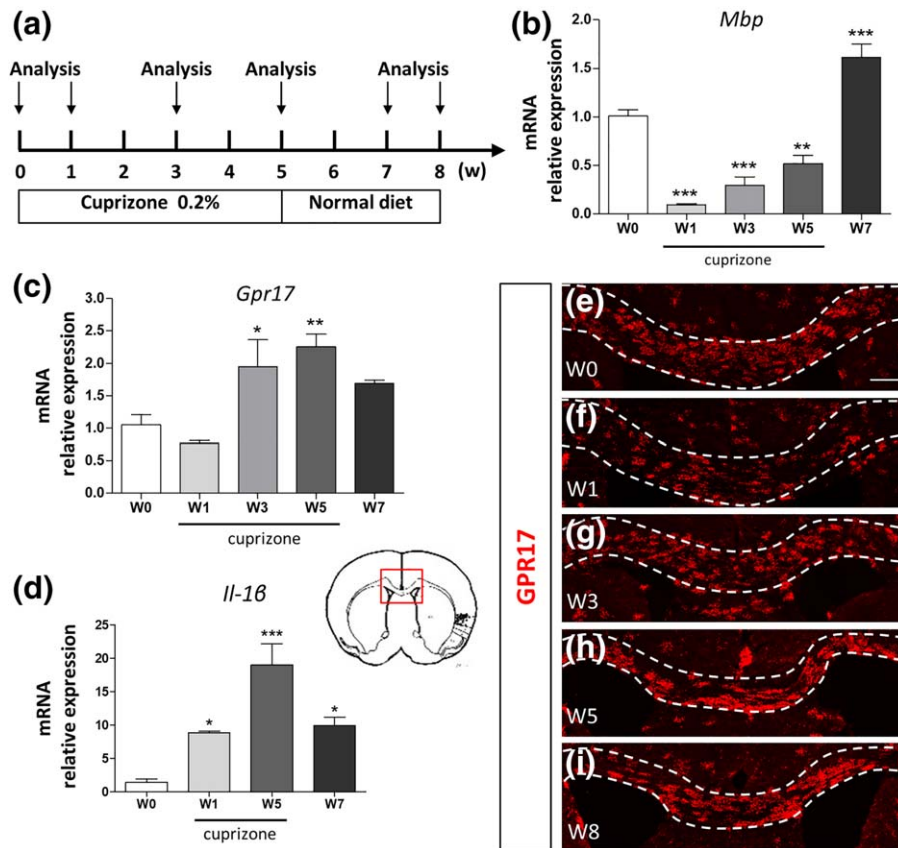 (a)
Analysis Analysis Analysis Analysis
0 1 2 3 4 5 6 7 8 (w)
Cuprizone 0.2% Normal diet
(b)
Mbp
mRNA
relative expression
2.0
1.5
1.0
0.5
0.0
*** *** ** ***
W0 W1 W3 W5 W7
cuprizone
(c)
Gpr17
mRNA
relative expression
3.0
2.5
2.0
1.5
1.0
0.5
0.0
* **
W0 W1 W3 W5 W7
cuprizone
(d)
Il-1β
mRNA
relative expression
25
20
15
10
5
0
* *** *
W0 W1 W5 W7
cuprizone
GPR17
(e)
W0
(f)
W1
(g)
W3
(h)
W5
(i)
W8